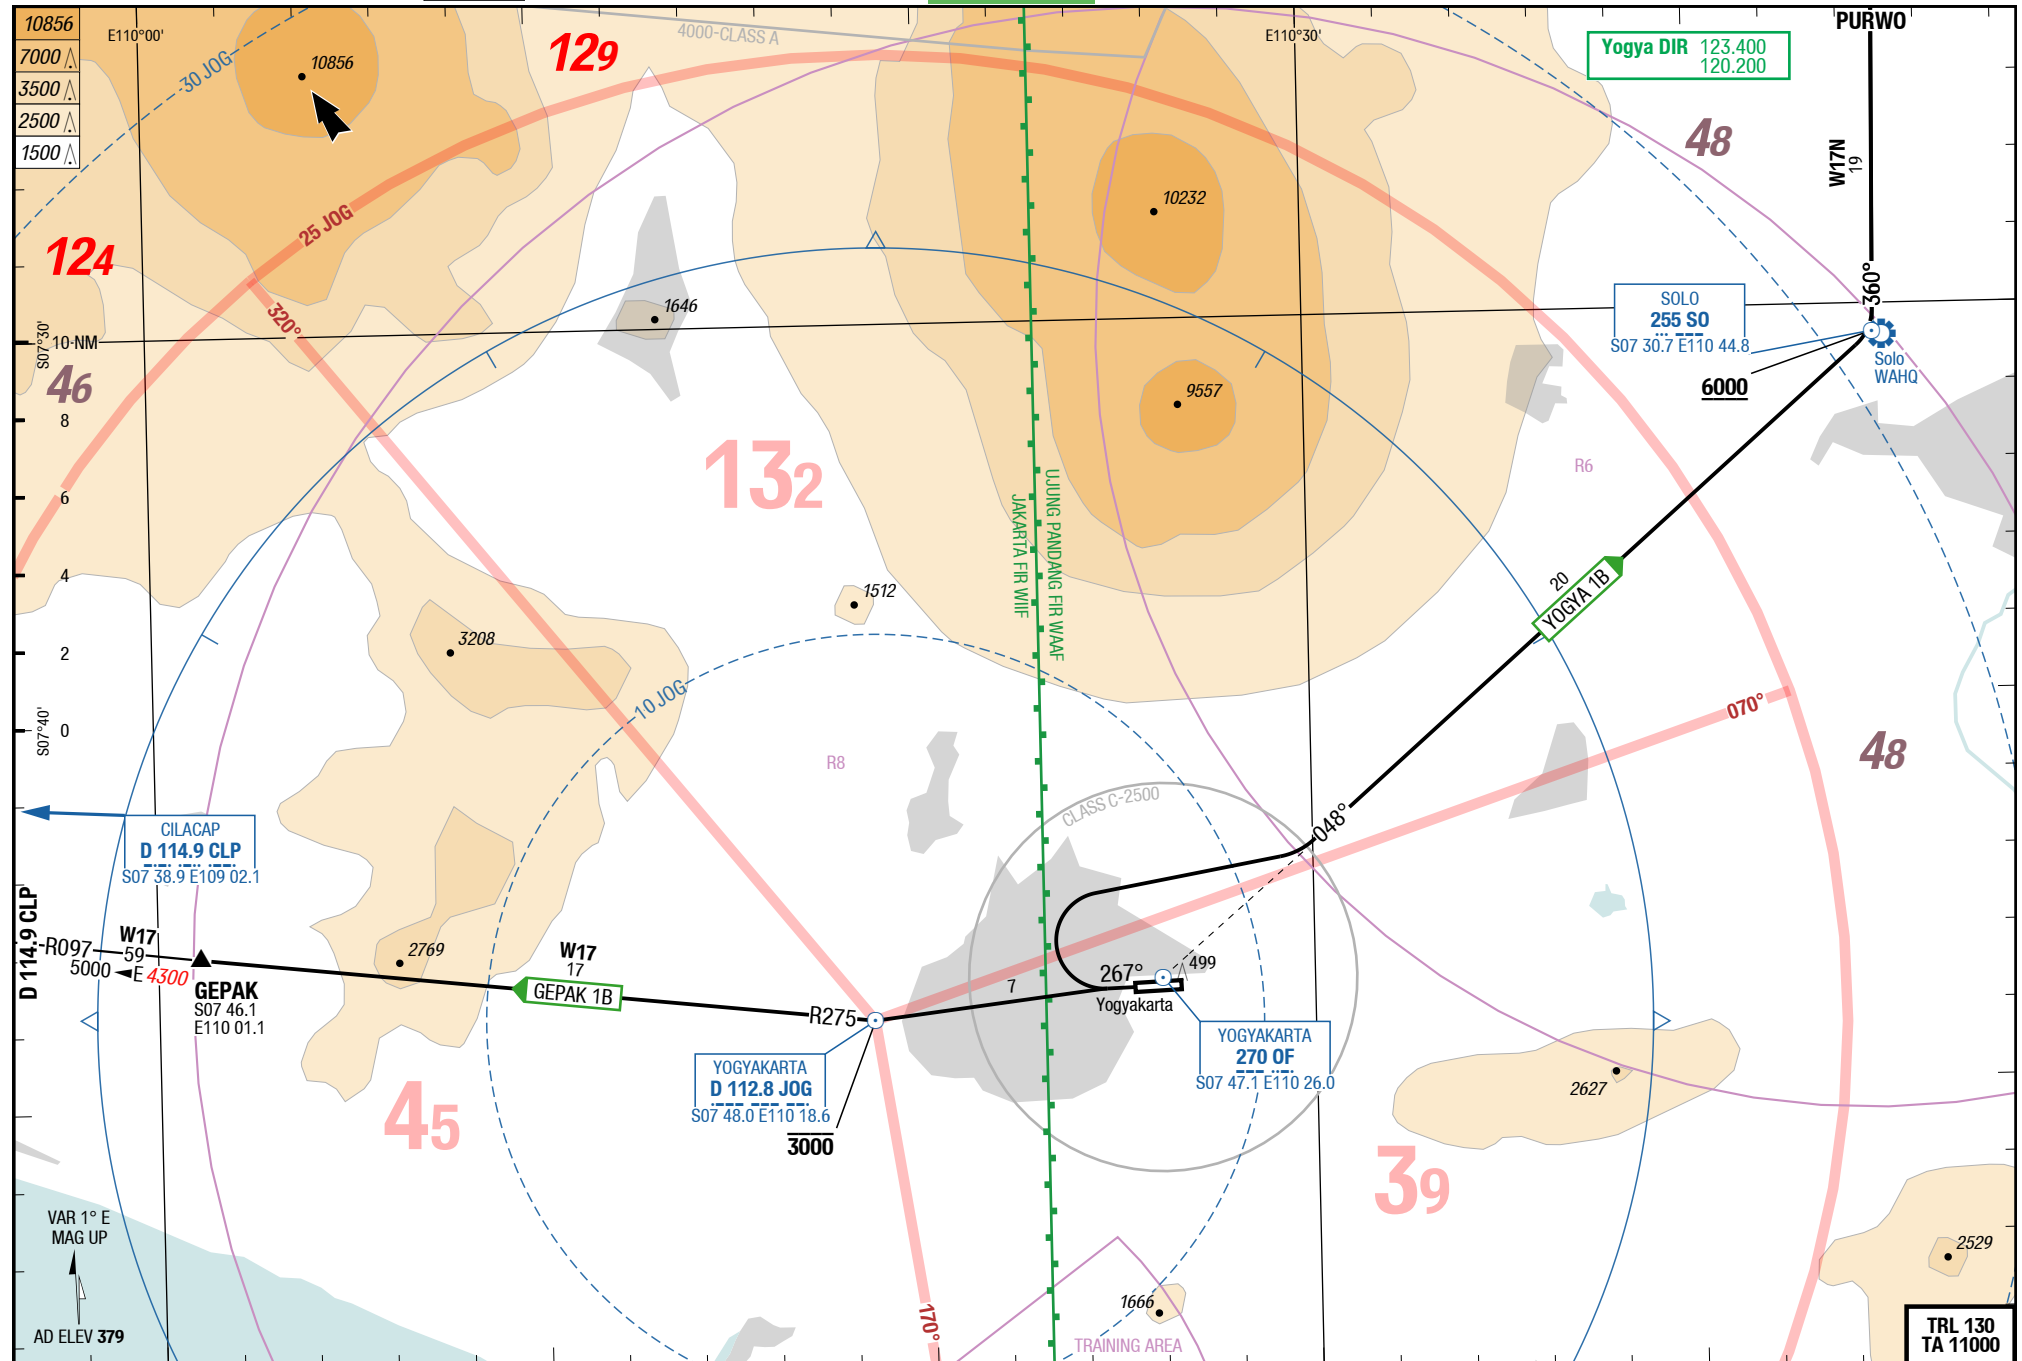 10856
7000
3500
2500
1500
E110°00'
10856
30 JOG
129
4000-CLASS A
E110°30'
Yogya DIR 123.400
120.200
PURWO
48
W17N
19
360°
124
25 JOG
320°
10232
1646
SOLO
255 SO
S07 30.7 E110 44.8
6000
Solo
WAHQ
S07°30'
10 NM
46
8
6
4
2
0
S07°40'
9557
132
R6
JAKARTA FIR WIIF
UJUNG PANDANG FIR WAAF
1512
3208
10 JOG
20
YOGYA 1B
070°
48
R8
CLASS C-2500
048°
CILACAP
D 114.9 CLP
S07 38.9 E109 02.1
D 114.9 CLP
R097
W17
59
5000
E 4300
GEPAK
S07 46.1
E110 01.1
2769
W17
17
GEPAK 1B
R275
7
267°
499
Yogyakarta
YOGYAKARTA
D 112.8 JOG
S07 48.0 E110 18.6
3000
YOGYAKARTA
270 OF
S07 47.1 E110 26.0
2627
45
39
VAR 1° E
MAG UP
AD ELEV 379
170°
1666
TRAINING AREA
2529
TRL 130
TA 11000